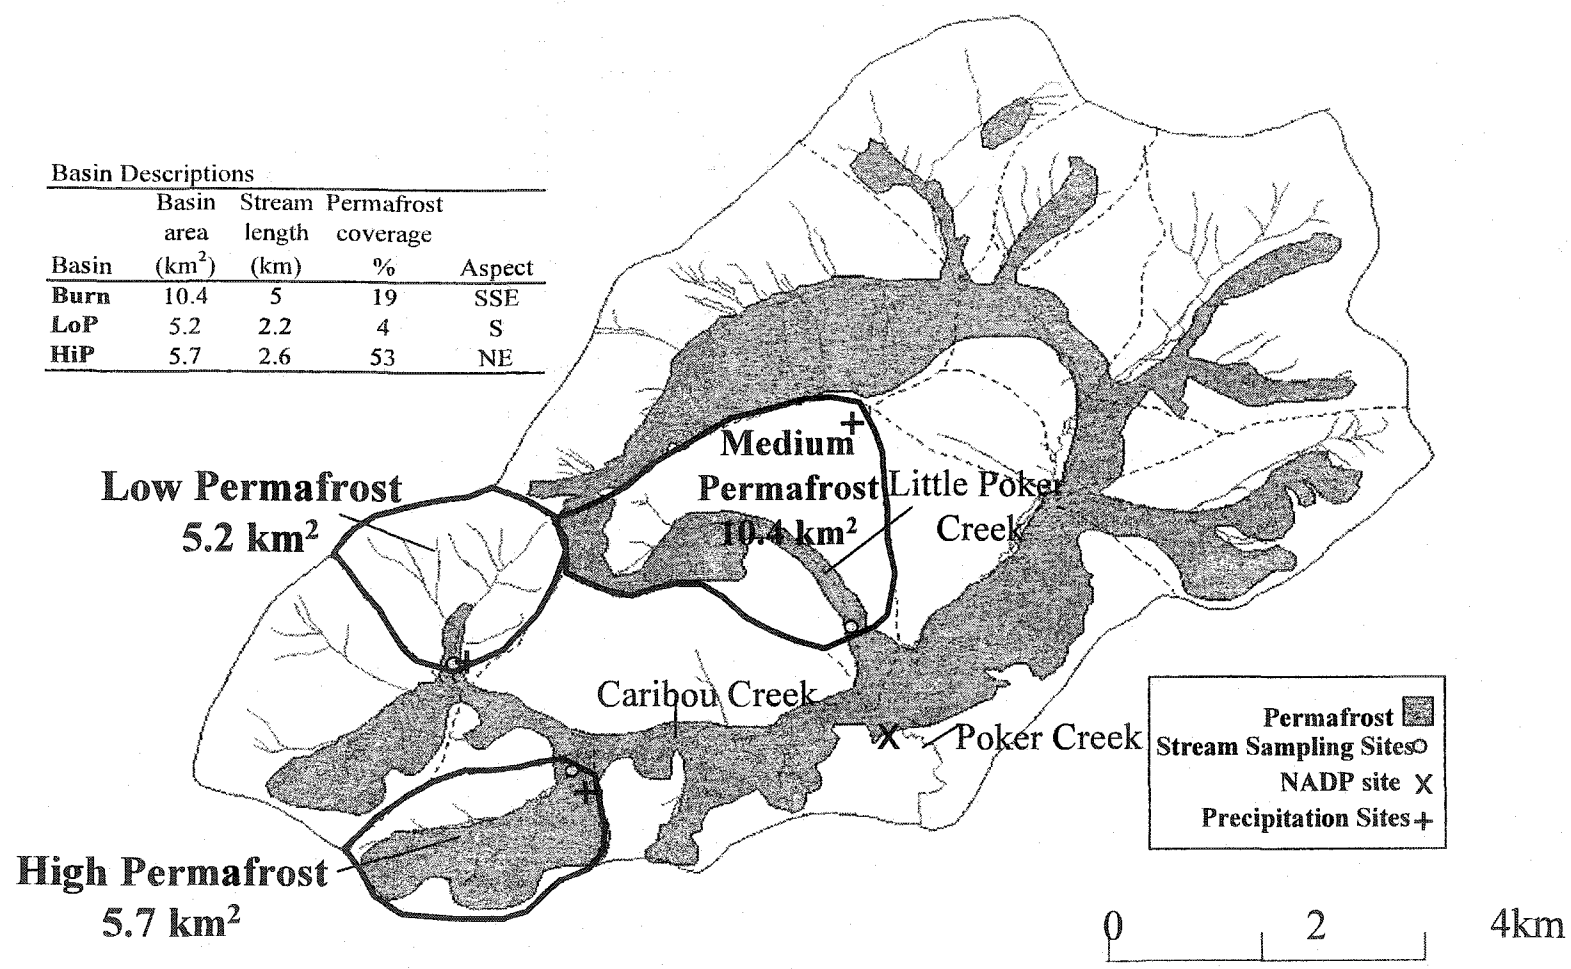 Basin Descriptions
Basin Stream Permafrost
area length coverage
Basin (km²) (km) % Aspect
Burn 10.4 5 19 SSE
LoP 5.2 2.2 4 S
HiP 5.7 2.6 53 NE
Medium
Permafrost
10.4 km²
Little Poker
Creek
Low Permafrost
5.2 km²
Caribou Creek
Poker Creek
High Permafrost
5.7 km²
Permafrost
Stream Sampling Sites
NADP site X
Precipitation Sites +
0 2 4km